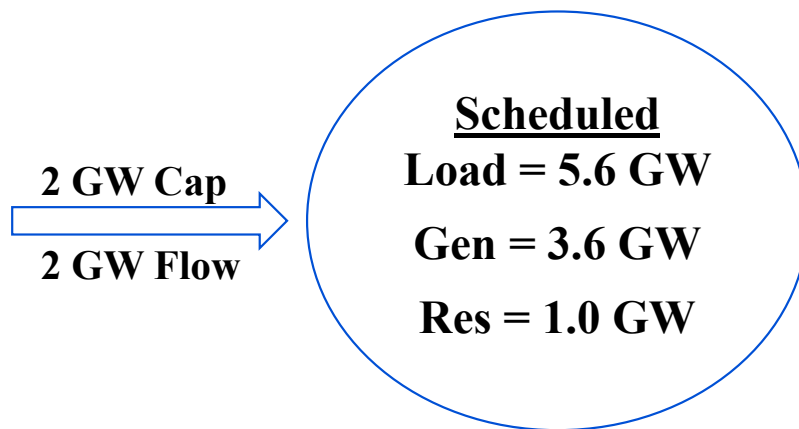 2 GW Cap
2 GW Flow
Scheduled
Load = 5.6 GW
Gen = 3.6 GW
Res = 1.0 GW